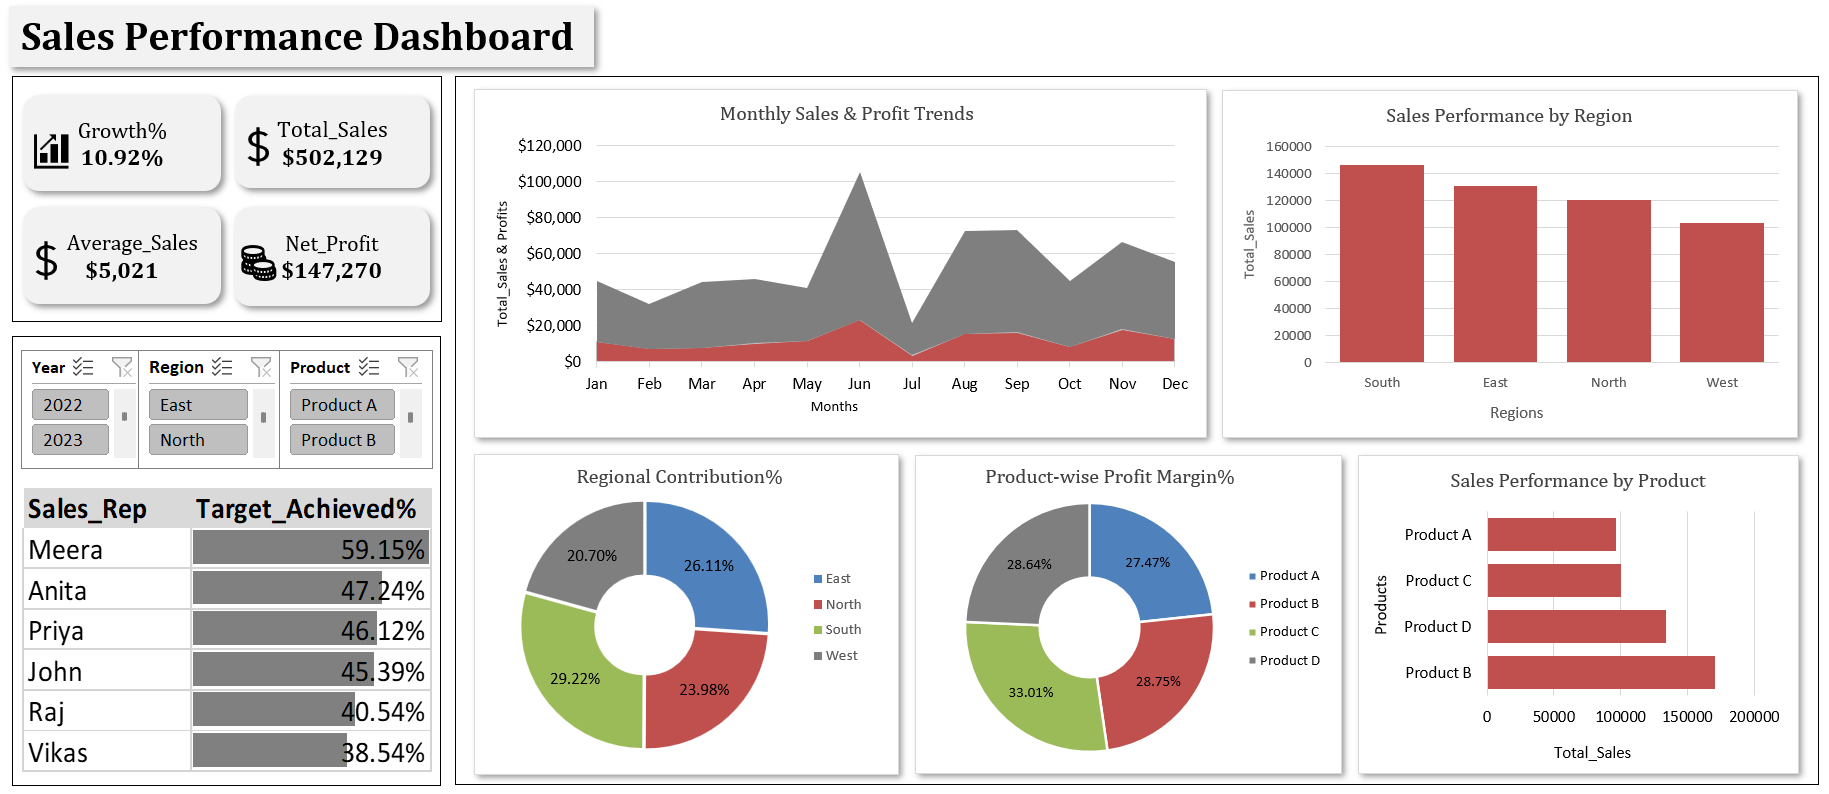 Sales Performance Dashboard
Growth%
10.92%
Total_Sales
$502,129
Average_Sales
$5,021
Net_Profit
$147,270
Year
2022
2023
Region
East
North
Product
Product A
Product B
Sales_Rep Target_Achieved%
Meera 59.15%
Anita 47.24%
Priya 46.12%
John 45.39%
Raj 40.54%
Vikas 38.54%
Monthly Sales & Profit Trends
Total_Sales & Profits
$120,000
$100,000
$80,000
$60,000
$40,000
$20,000
$0
Jan Feb Mar Apr May Jun Jul Aug Sep Oct Nov Dec
Months
Sales Performance by Region
Total_Sales
160000
140000
120000
100000
80000
60000
40000
20000
0
South East North West
Regions
Regional Contribution%
26.11%
23.98%
29.22%
20.70%
East
North
South
West
Product-wise Profit Margin%
27.47%
28.75%
33.01%
28.64%
Product A
Product B
Product C
Product D
Sales Performance by Product
Products
Product A
Product C
Product D
Product B
0 50000 100000 150000 200000
Total_Sales